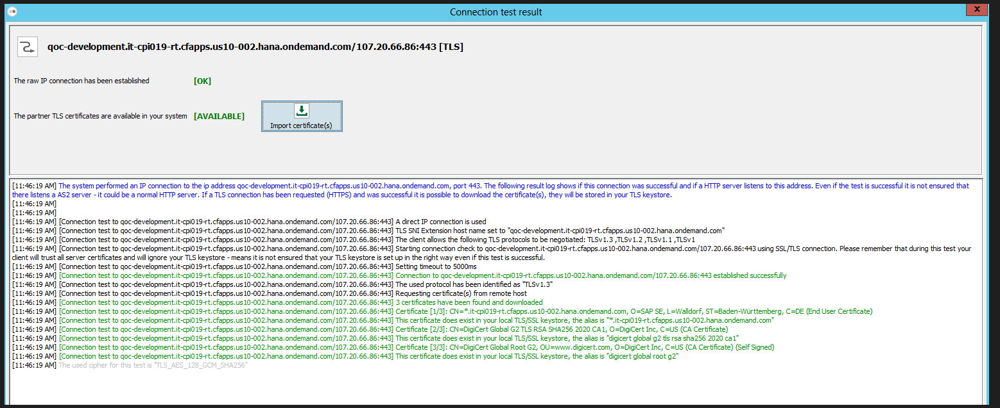 Connection test result
X
qoc-development.it-cpi019-rt.cfapps.us10-002.hana.ondemand.com/107.20.66.86:443 [TLS]
The raw IP connection has been established [OK]
The partner TLS certificates are available in your system [AVAILABLE]
Import certificate(s)
[11:46:19 AM] The system performed an IP connection to the ip address qoc-development.it-cpi019-rt.cfapps.us10-002.hana.ondemand.com, port 443. The following result log shows if this connection was successful and if a HTTP server listens to this address. Even if the test is successful it is not ensured that
there listens a AS2 server - it could be a normal HTTP server. If a TLS connection has been requested (HTTPS) and was successful it is possible to download the certificate(s), they will be stored in your TLS keystore.
[11:46:19 AM]
[11:46:19 AM]
[11:46:19 AM] [Connection test to qoc-development.it-cpi019-rt.cfapps.us10-002.hana.ondemand.com/107.20.66.86:443] A direct IP connection is used
[11:46:19 AM] [Connection test to qoc-development.it-cpi019-rt.cfapps.us10-002.hana.ondemand.com/107.20.66.86:443] TLS SNI Extension host name set to "qoc-development.it-cpi019-rt.cfapps.us10-002.hana.ondemand.com"
[11:46:19 AM] [Connection test to qoc-development.it-cpi019-rt.cfapps.us10-002.hana.ondemand.com/107.20.66.86:443] The client allows the following TLS protocols to be negotiated: TLSv1.3 ,TLSv1.2 ,TLSv1.1 ,TLSv1
[11:46:19 AM] [Connection test to qoc-development.it-cpi019-rt.cfapps.us10-002.hana.ondemand.com/107.20.66.86:443] Starting connection check to qoc-development.it-cpi019-rt.cfapps.us10-002.hana.ondemand.com/107.20.66.86:443 using SSL/TLS connection. Please remember that during this test your
client will trust all server certificates and will ignore your TLS keystore - means it is not ensured that your TLS keystore is set up in the right way even if this test is successful.
[11:46:19 AM] [Connection test to qoc-development.it-cpi019-rt.cfapps.us10-002.hana.ondemand.com/107.20.66.86:443] Setting timeout to 5000ms
[11:46:19 AM] [Connection test to qoc-development.it-cpi019-rt.cfapps.us10-002.hana.ondemand.com/107.20.66.86:443] Connection to qoc-development.it-cpi019-rt.cfapps.us10-002.hana.ondemand.com/107.20.66.86:443 established successfully
[11:46:19 AM] [Connection test to qoc-development.it-cpi019-rt.cfapps.us10-002.hana.ondemand.com/107.20.66.86:443] The used protocol has been identified as "TLSv1.3"
[11:46:19 AM] [Connection test to qoc-development.it-cpi019-rt.cfapps.us10-002.hana.ondemand.com/107.20.66.86:443] Requesting certificate(s) from remote host
[11:46:19 AM] [Connection test to qoc-development.it-cpi019-rt.cfapps.us10-002.hana.ondemand.com/107.20.66.86:443] 3 certificates have been found and downloaded
[11:46:19 AM] [Connection test to qoc-development.it-cpi019-rt.cfapps.us10-002.hana.ondemand.com/107.20.66.86:443] Certificate [1/3]: CN=*.it-cpi019-rt.cfapps.us10-002.hana.ondemand.com, O=SAP SE, L=Walldorf, ST=Baden-Württemberg, C=DE (End User Certificate)
[11:46:19 AM] [Connection test to qoc-development.it-cpi019-rt.cfapps.us10-002.hana.ondemand.com/107.20.66.86:443] This certificate does exist in your local TLS/SSL keystore, the alias is "*.it-cpi019-rt.cfapps.us10-002.hana.ondemand.com"
[11:46:19 AM] [Connection test to qoc-development.it-cpi019-rt.cfapps.us10-002.hana.ondemand.com/107.20.66.86:443] Certificate [2/3]: CN=DigiCert Global G2 TLS RSA SHA256 2020 CA1, O=DigiCert Inc, C=US (CA Certificate)
[11:46:19 AM] [Connection test to qoc-development.it-cpi019-rt.cfapps.us10-002.hana.ondemand.com/107.20.66.86:443] This certificate does exist in your local TLS/SSL keystore, the alias is "digicert global g2 tls rsa sha256 2020 ca1"
[11:46:19 AM] [Connection test to qoc-development.it-cpi019-rt.cfapps.us10-002.hana.ondemand.com/107.20.66.86:443] Certificate [3/3]: CN=DigiCert Global Root G2, OU=www.digicert.com, O=DigiCert Inc, C=US (CA Certificate) (Self Signed)
[11:46:19 AM] [Connection test to qoc-development.it-cpi019-rt.cfapps.us10-002.hana.ondemand.com/107.20.66.86:443] This certificate does exist in your local TLS/SSL keystore, the alias is "digicert global root g2"
[11:46:19 AM] The used cipher for this test is "TLS_AES_128_GCM_SHA256"